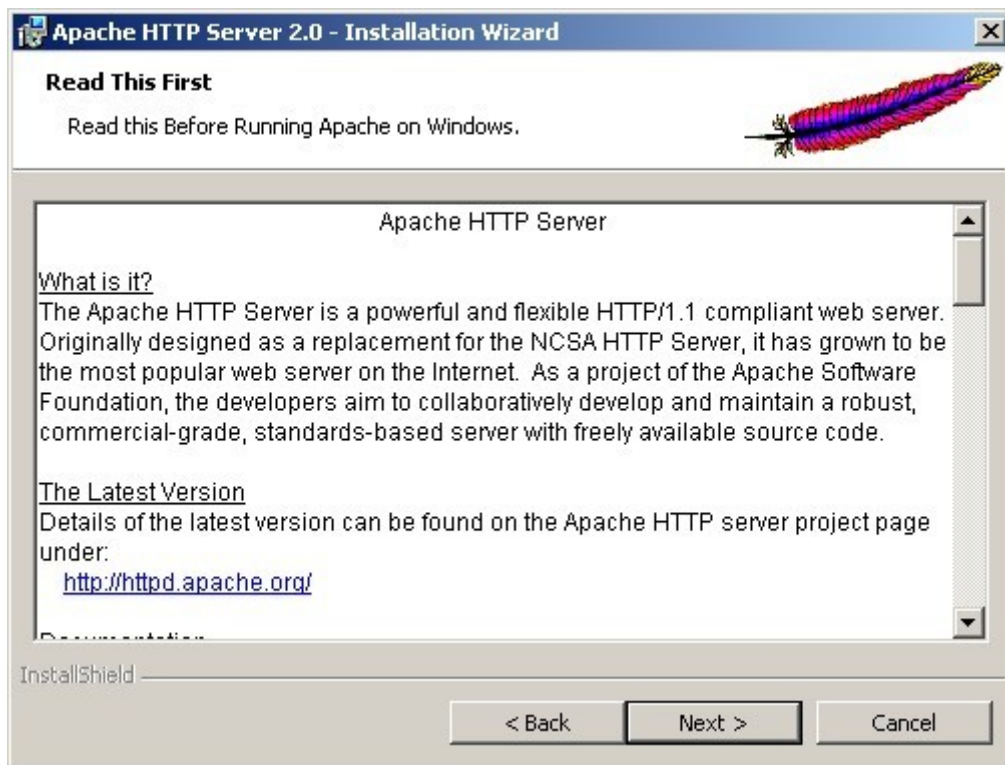 Apache HTTP Server 2.0 - Installation Wizard
Read This First
Read this Before Running Apache on Windows.
Apache HTTP Server
What is it?
The Apache HTTP Server is a powerful and flexible HTTP/1.1 compliant web server.
Originally designed as a replacement for the NCSA HTTP Server, it has grown to be
the most popular web server on the Internet.  As a project of the Apache Software
Foundation, the developers aim to collaboratively develop and maintain a robust,
commercial-grade, standards-based server with freely available source code.
The Latest Version
Details of the latest version can be found on the Apache HTTP server project page
under:
http://httpd.apache.org/
Documentation
InstallShield
< Back Next > Cancel